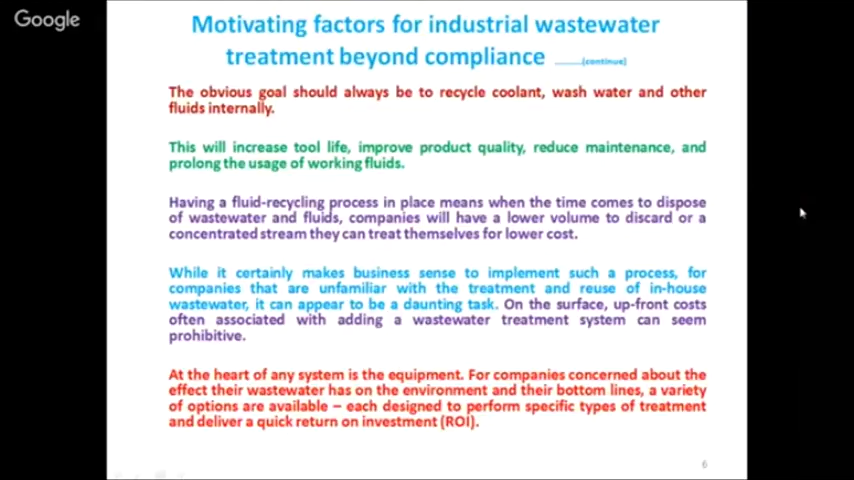 Google
Motivating factors for industrial wastewater
treatment beyond compliance ........(continue)
The obvious goal should always be to recycle coolant, wash water and other
fluids internally.
This will increase tool life, improve product quality, reduce maintenance, and
prolong the usage of working fluids.
Having a fluid-recycling process in place means when the time comes to dispose
of wastewater and fluids, companies will have a lower volume to discard or a
concentrated stream they can treat themselves for lower cost.
While it certainly makes business sense to implement such a process, for
companies that are unfamiliar with the treatment and reuse of in-house
wastewater, it can appear to be a daunting task. On the surface, up-front costs
often associated with adding a wastewater treatment system can seem
prohibitive.
At the heart of any system is the equipment. For companies concerned about the
effect their wastewater has on the environment and their bottom lines, a variety
of options are available – each designed to perform specific types of treatment
and deliver a quick return on investment (ROI).
6